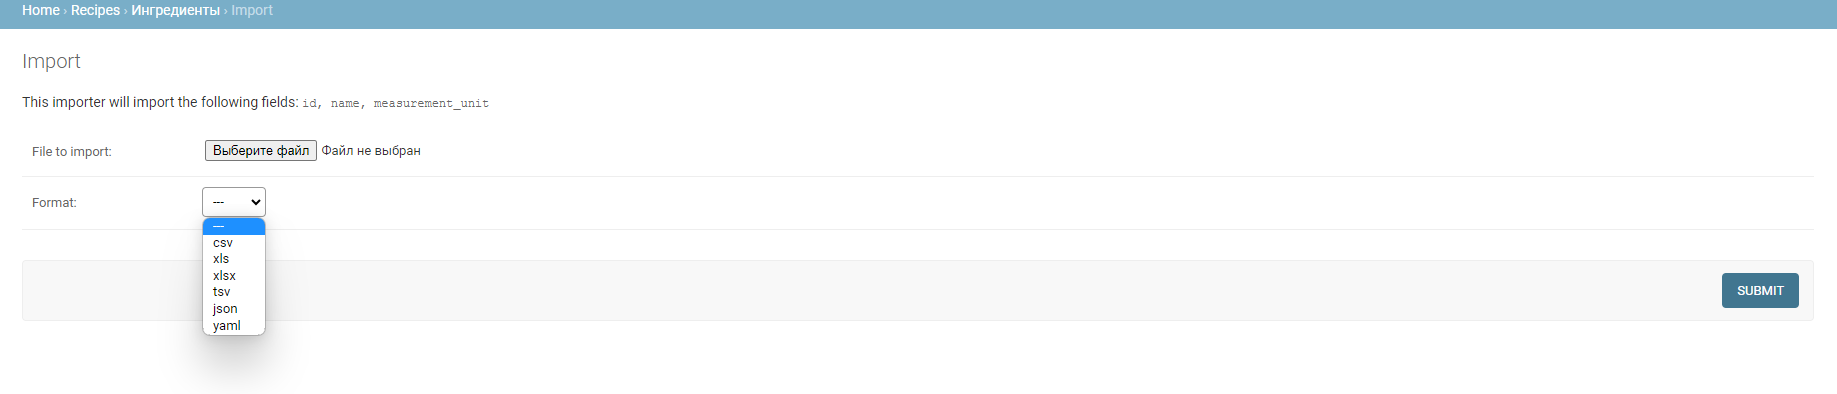 Home › Recipes › Ингредиенты › Import
Import
This importer will import the following fields: id, name, measurement_unit
File to import: Выберите файл Файл не выбран
Format: ---
---
csv
xls
xlsx
tsv
json
yaml
SUBMIT